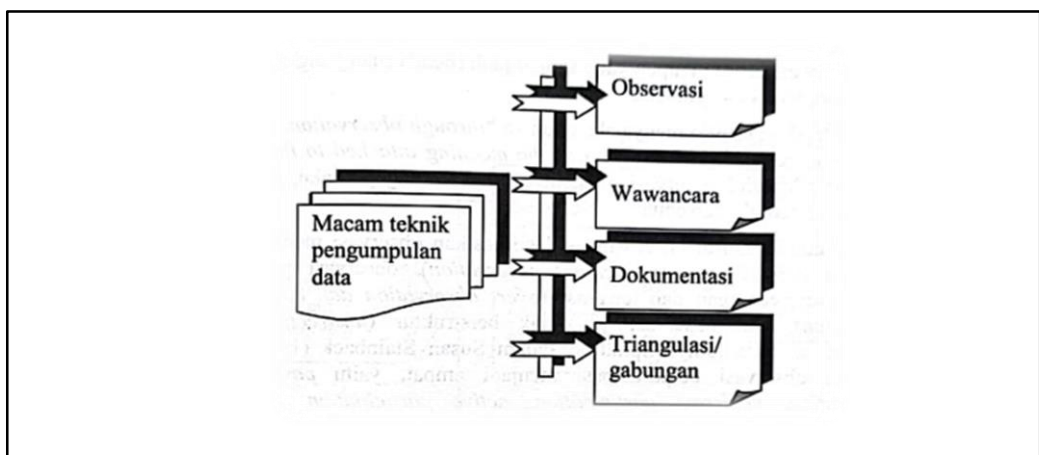 Macam teknik
pengumpulan
data
Observasi
Wawancara
Dokumentasi
Triangulasi/
gabungan